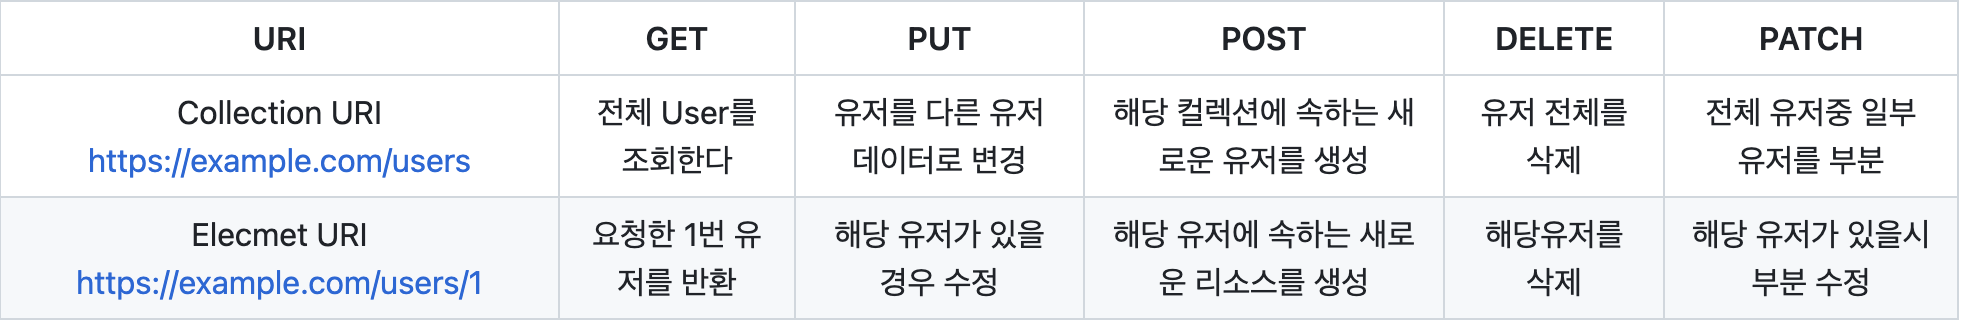 URI GET PUT POST DELETE PATCH
Collection URI 전체 User를 유저를 다른 유저 해당 컬렉션에 속하는 새 유저 전체를 전체 유저중 일부
https://example.com/users 조회한다 데이터로 변경 로운 유저를 생성 삭제 유저를 부분
Elecmet URI 요청한 1번 유 해당 유저가 있을 해당 유저에 속하는 새로 해당유저를 해당 유저가 있을시
https://example.com/users/1 저를 반환 경우 수정 운 리소스를 생성 삭제 부분 수정